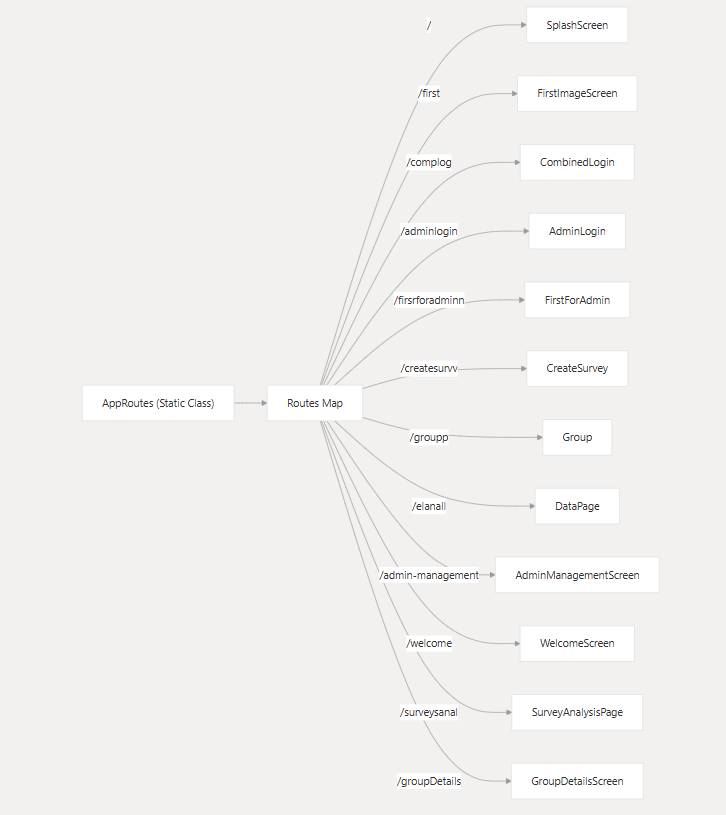 /
SplashScreen
/first
FirstImageScreen
/complog
CombinedLogin
/adminlogin
AdminLogin
/firsrforadminn
FirstForAdmin
/createsurvv
CreateSurvey
AppRoutes (Static Class)
Routes Map
/groupp
Group
/elanall
DataPage
/admin-management
AdminManagementScreen
/welcome
WelcomeScreen
/surveysanal
SurveyAnalysisPage
/groupDetails
GroupDetailsScreen